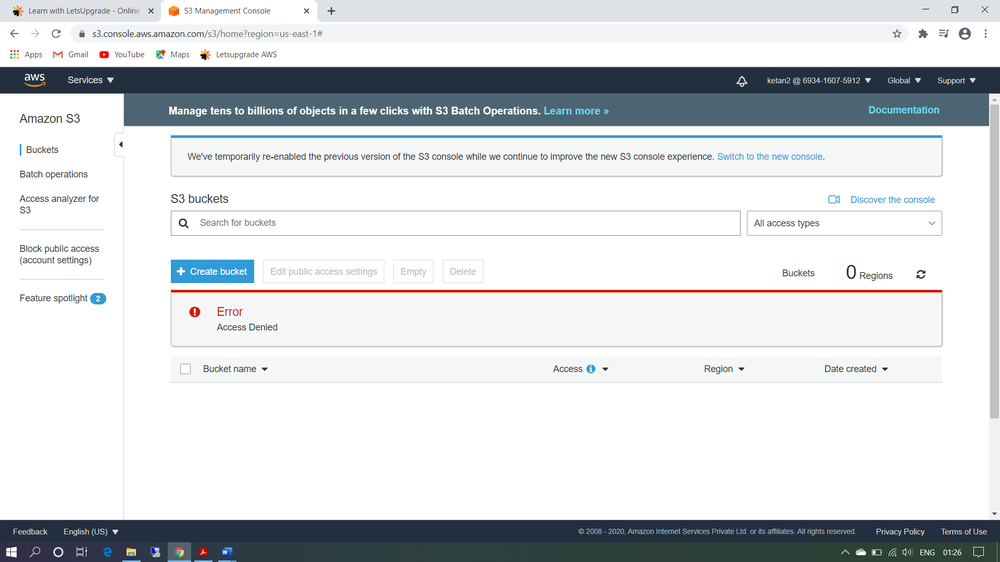 Learn with LetsUpgrade - Online
S3 Management Console
s3.console.aws.amazon.com/s3/home?region=us-east-1#
Apps
Gmail
YouTube
Maps
Letsupgrade AWS
aws
Services
ketan2 @ 6934-1607-5912
Global
Support
Amazon S3
Buckets
Batch operations
Access analyzer for
S3
Block public access
(account settings)
Feature spotlight 2
Manage tens to billions of objects in a few clicks with S3 Batch Operations. Learn more »
Documentation
We've temporarily re-enabled the previous version of the S3 console while we continue to improve the new S3 console experience. Switch to the new console.
S3 buckets
Discover the console
Search for buckets
All access types
Create bucket
Edit public access settings
Empty
Delete
Buckets
0 Regions
Error
Access Denied
Bucket name
Access
Region
Date created
Feedback
English (US)
© 2008 - 2020, Amazon Internet Services Private Ltd. or its affiliates. All rights reserved.
Privacy Policy
Terms of Use
ENG
01:26